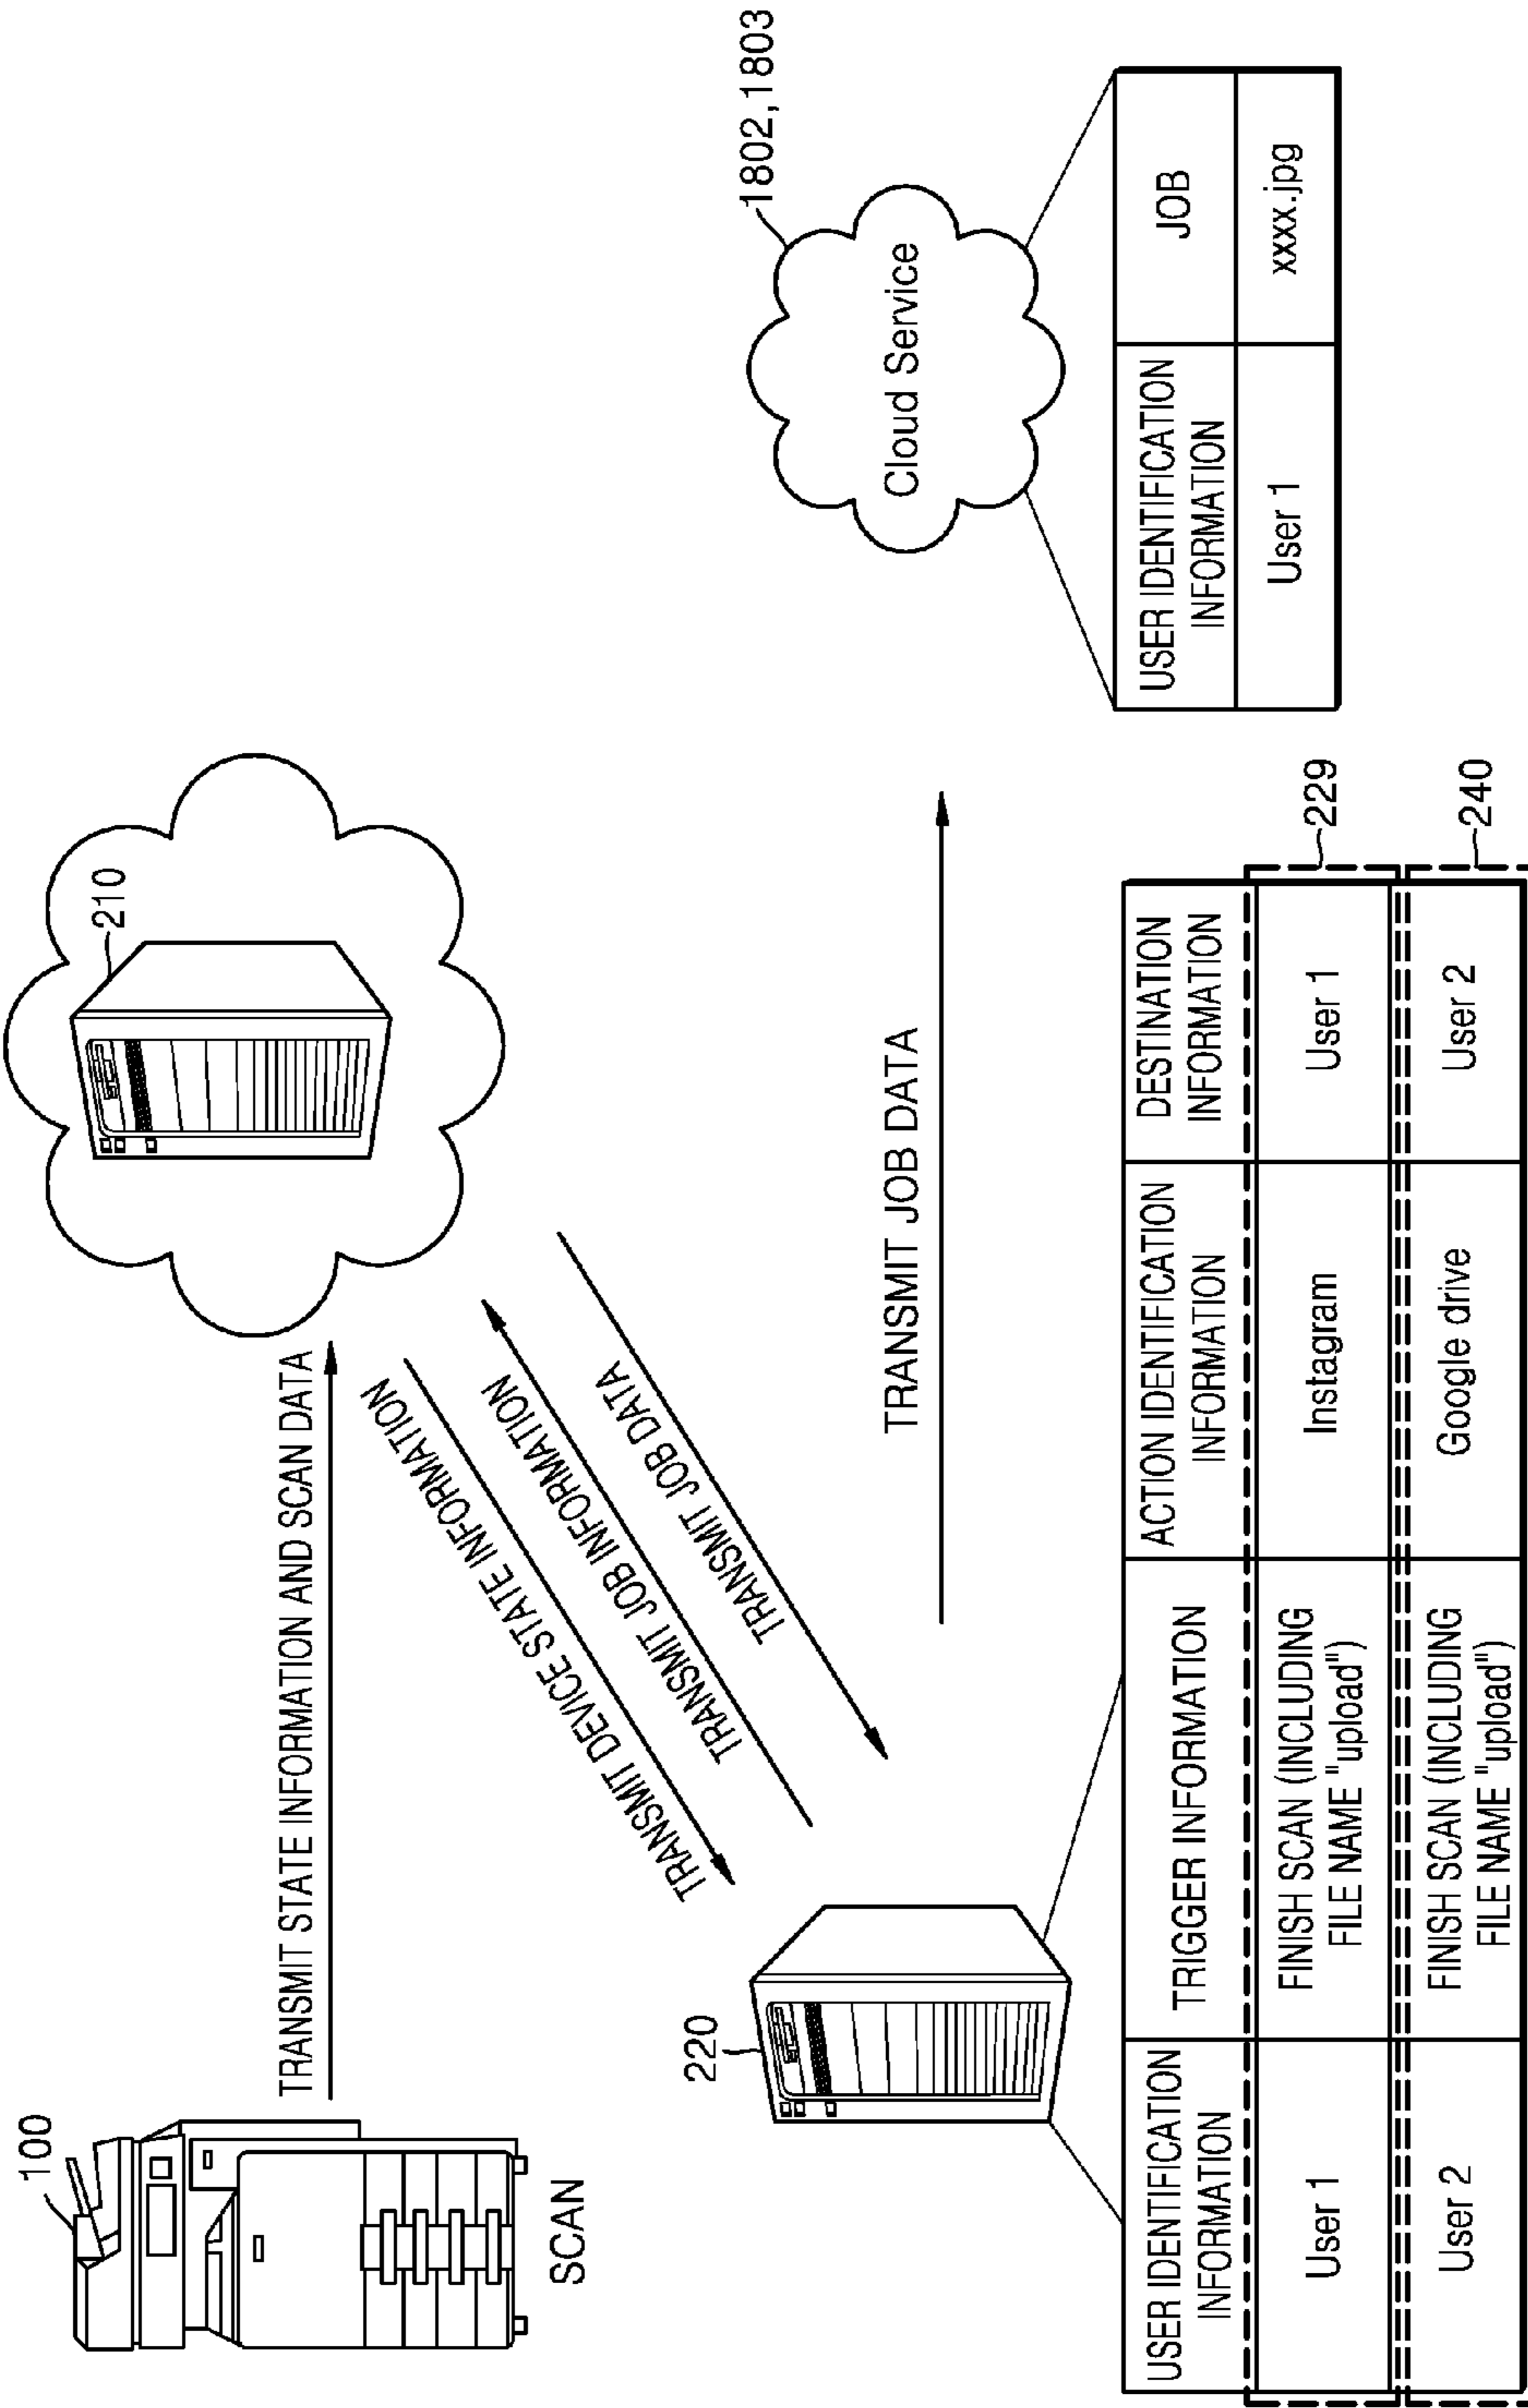 100
SCAN
TRANSMIT STATE INFORMATION AND SCAN DATA
210
TRANSMIT DEVICE STATE INFORMATION
TRANSMIT JOB INFORMATION
TRANSMIT JOB DATA
220
TRANSMIT JOB DATA
1802,1803
Cloud Service
USER IDENTIFICATION
INFORMATION
JOB
User 1
xxxx.jpg
USER IDENTIFICATION
INFORMATION
TRIGGER INFORMATION
ACTION IDENTIFICATION
INFORMATION
DESTINATION
INFORMATION
User 1
FINISH SCAN (INCLUDING
FILE NAME "upload")
Instagram
User 1
229
User 2
FINISH SCAN (INCLUDING
FILE NAME "upload")
Google drive
User 2
240